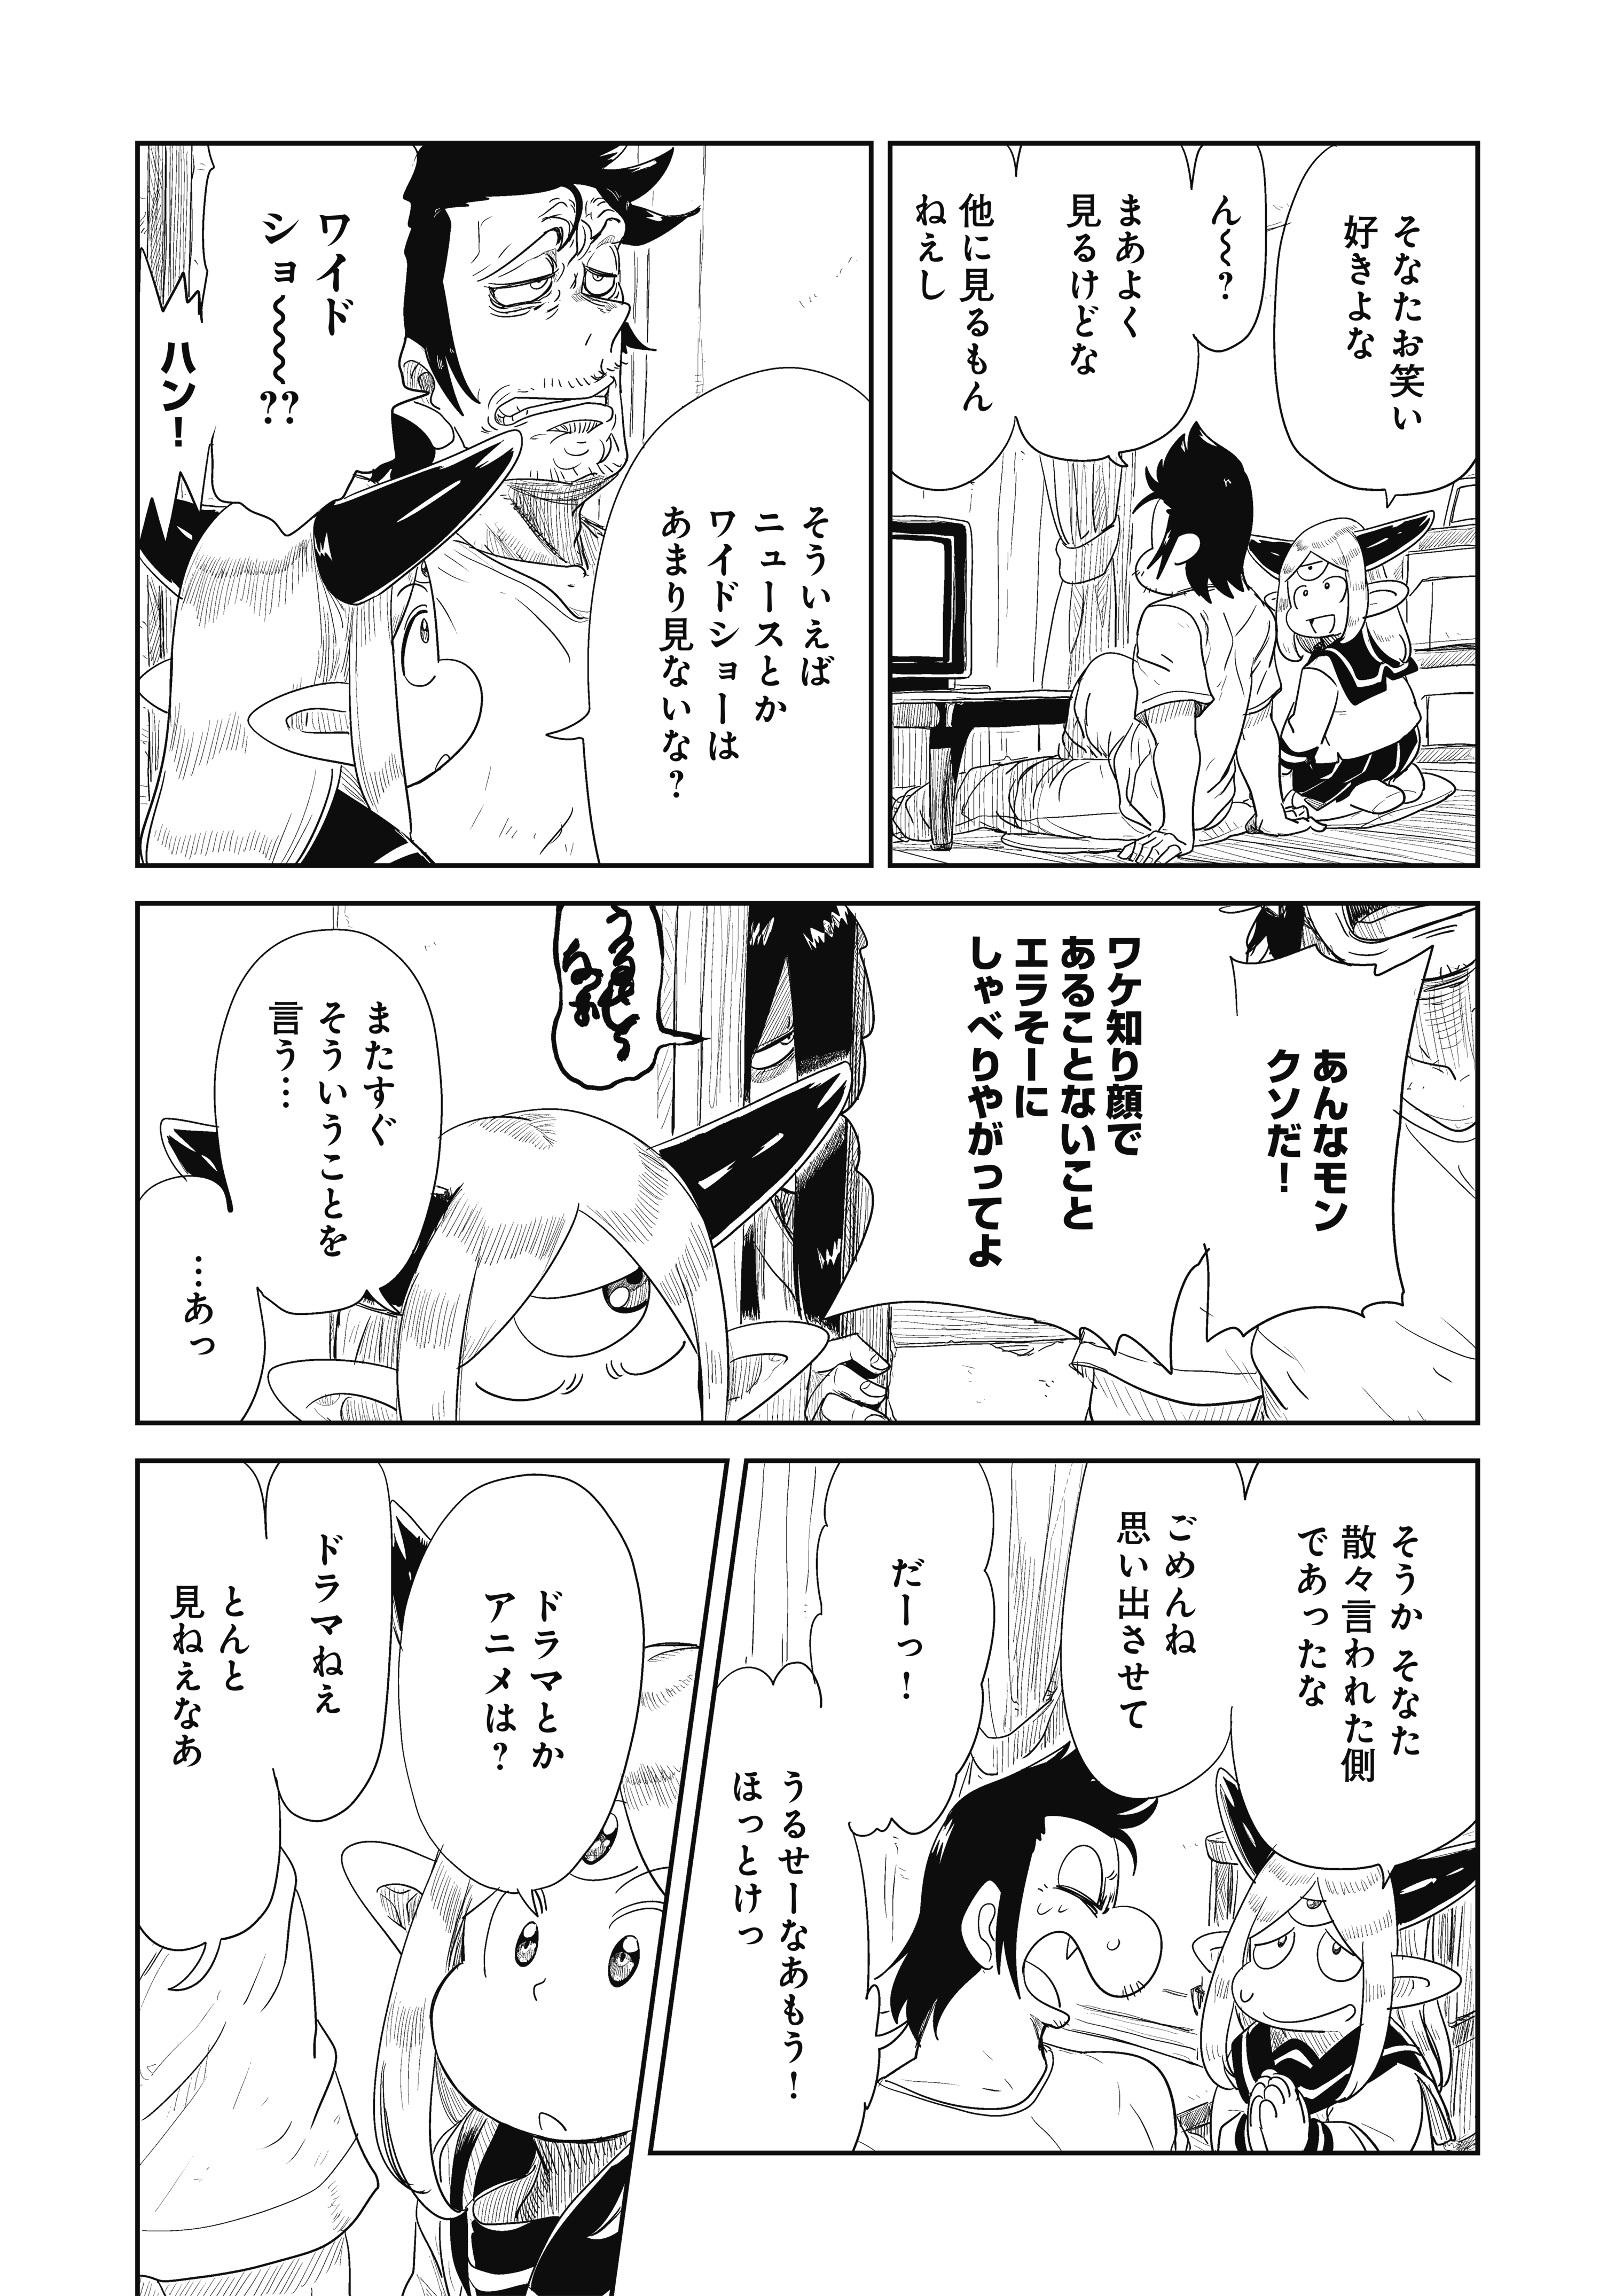 そなたお笑い
好きよな
ん〜?
まあよく
見るけどな
他に見るもん
ねえし
そういえば
ニュースとか
ワイドショーは
あまり見ないな?
ワイド
ショ〜〜〜??
ハン!
あんなモン
クソだ!
ワケ知り顔で
あることないこと
エラそーに
しゃべりやがってよ
またすぐ
そういうことを
言う…
…あっ
そうか そなた
散々言われた側
であったな
ごめんね
思い出させて
だーっ!
うるせーなあもう!
ほっとけっ
ドラマとか
アニメは?
ドラマねえ
とんと
見ねえなあ